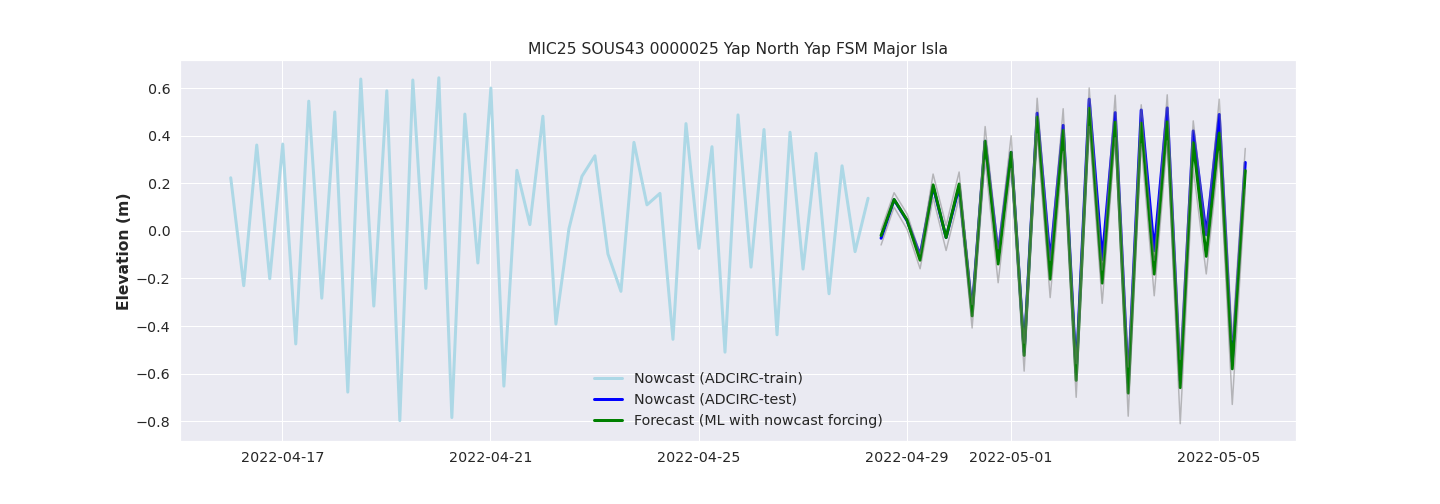 MIC25 SOUS43 0000025 Yap North Yap FSM Major Isla
Elevation (m)
0.6
0.4
0.2
0.0
−0.2
−0.4
−0.6
−0.8
Nowcast (ADCIRC-train)
Nowcast (ADCIRC-test)
Forecast (ML with nowcast forcing)
2022-04-17 2022-04-21 2022-04-25 2022-04-29 2022-05-01 2022-05-05